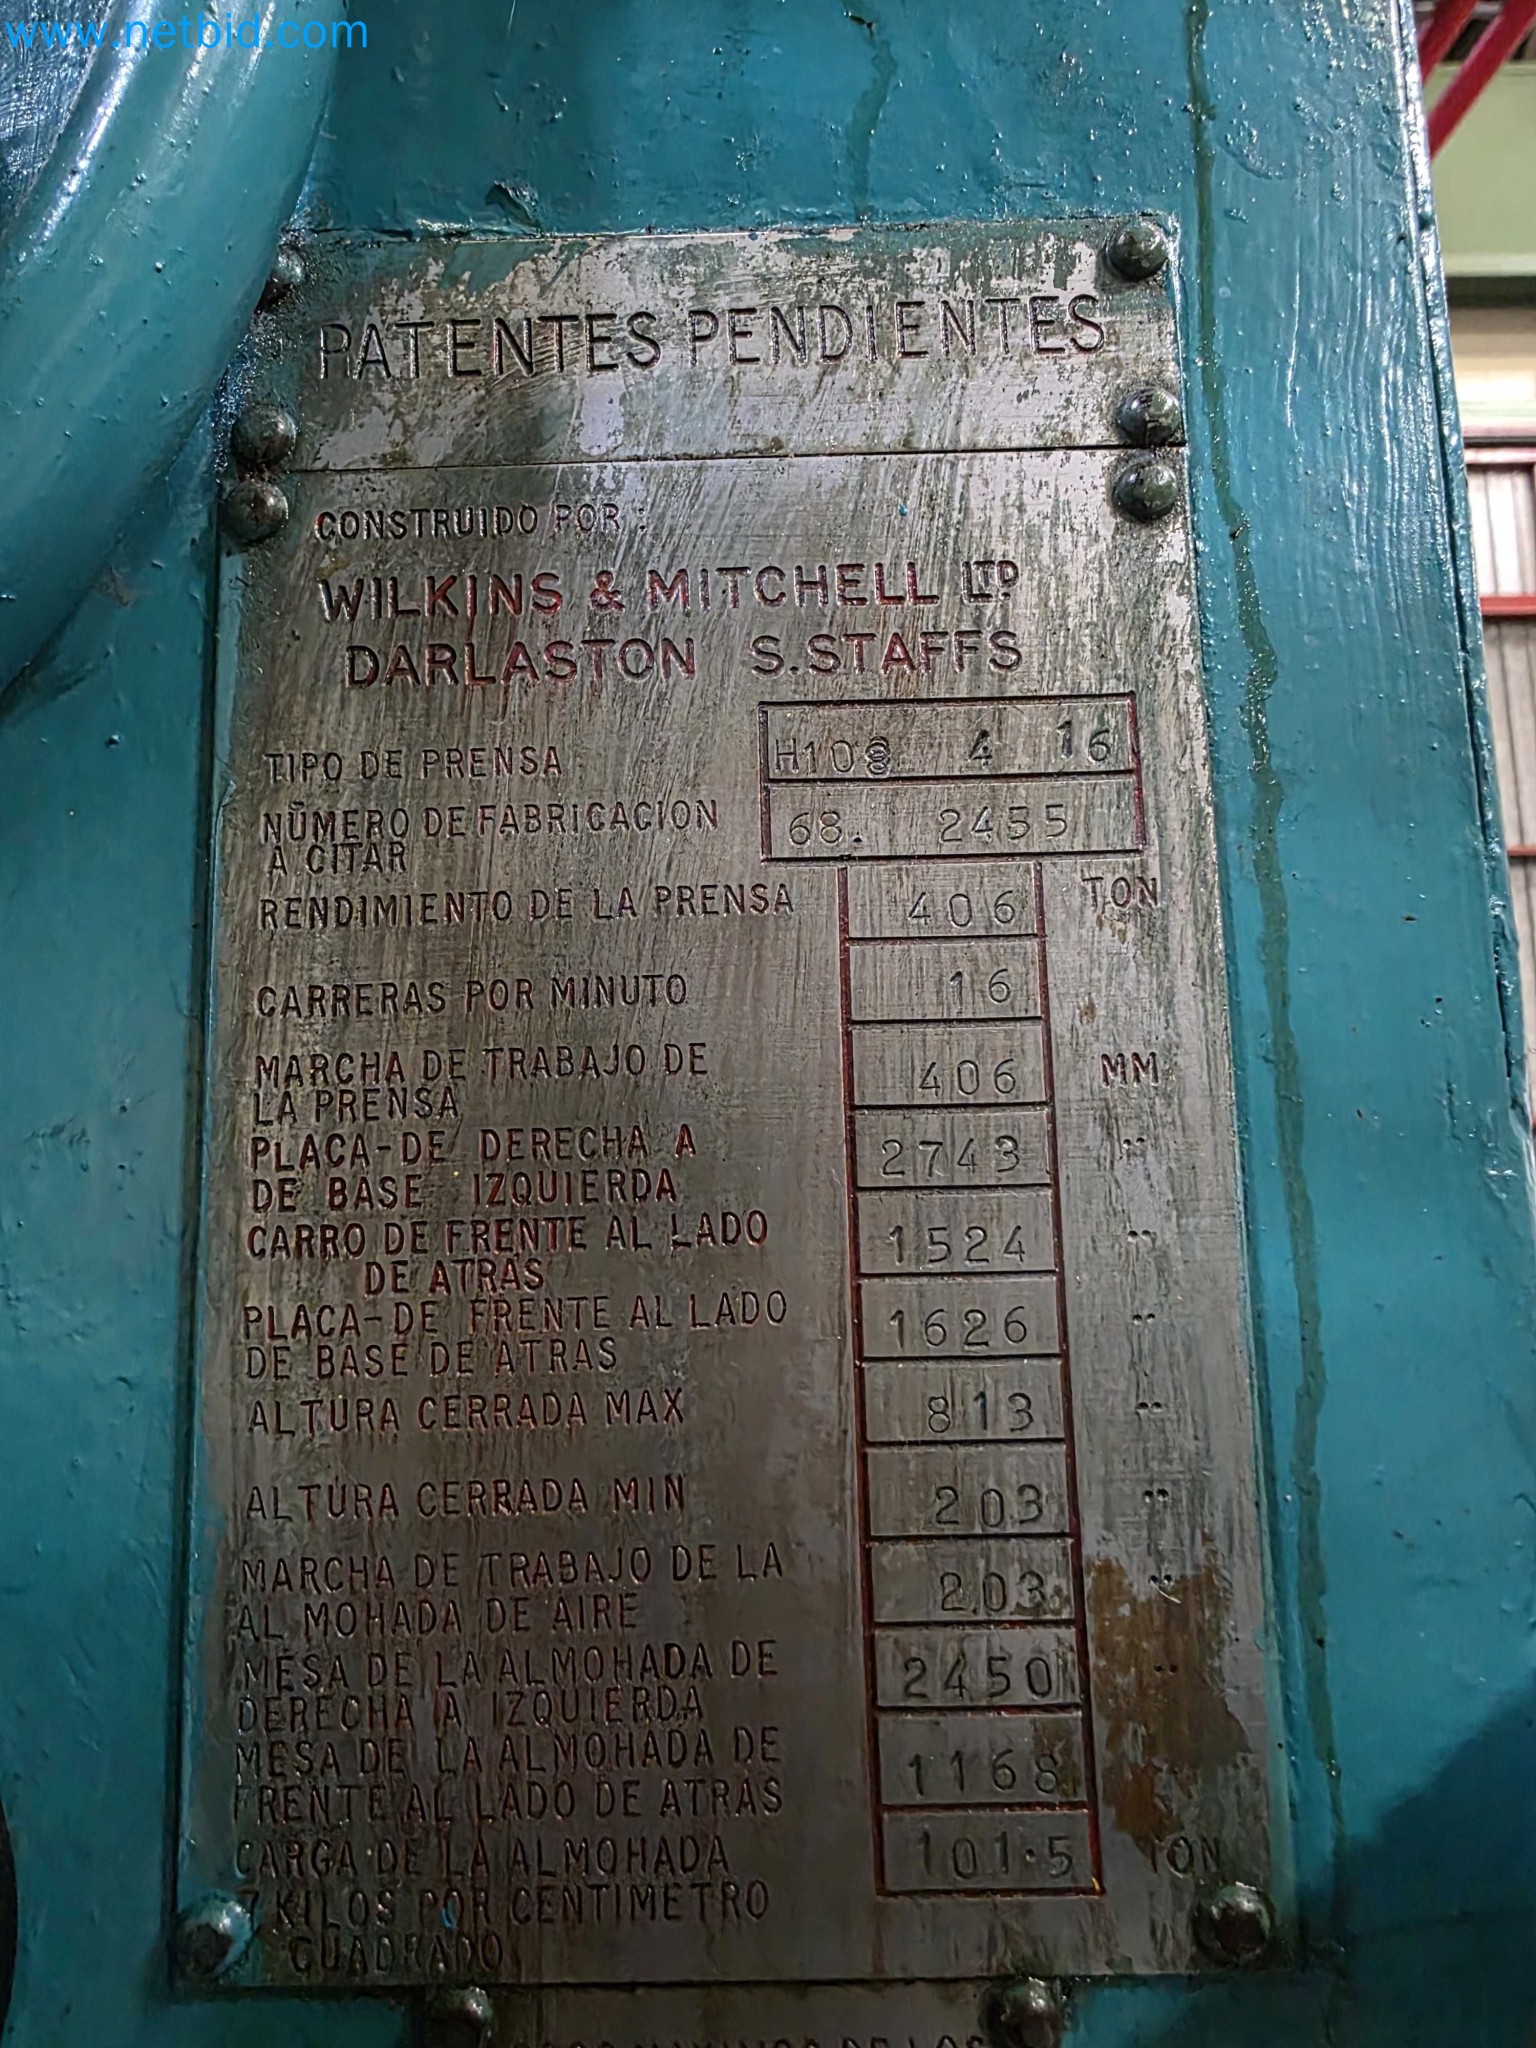 www.netbid.com
PATENTES PENDIENTES
CONSTRUIDO POR:
WILKINS & MITCHELL LTD
DARLASTON S.STAFFS
TIPO DE PRENSA 4 16
NÚMERO DE FABRICACION 68. 2455
A CITAR
RENDIMIENTO DE LA PRENSA 406 TON
CARRERAS POR MINUTO 16
MARCHA DE TRABAJO DE 406 MM
LA PRENSA
PLACA-DE DERECHA A 2743 "
DE BASE IZQUIERDA
CARRO DE FRENTE AL LADO 1524 "
DE ATRAS
PLACA-DE FRENTE AL LADO 1626 "
DE BASE DE ATRAS
ALTURA CERRADA MAX 813 "
ALTURA CERRADA MIN 203 "
MARCHA DE TRABAJO DE LA 203 "
ALMOHADA DE AIRE
MESA DE LA ALMOHADA DE 2450 "
DERECHA A IZQUIERDA
MESA DE LA ALMOHADA DE 1168 "
FRENTE AL LADO DE ATRAS
CARGA DE LA ALMOHADA 101·5 TON
7 KILOS POR CENTIMETRO
CUADRADO
DE LOS